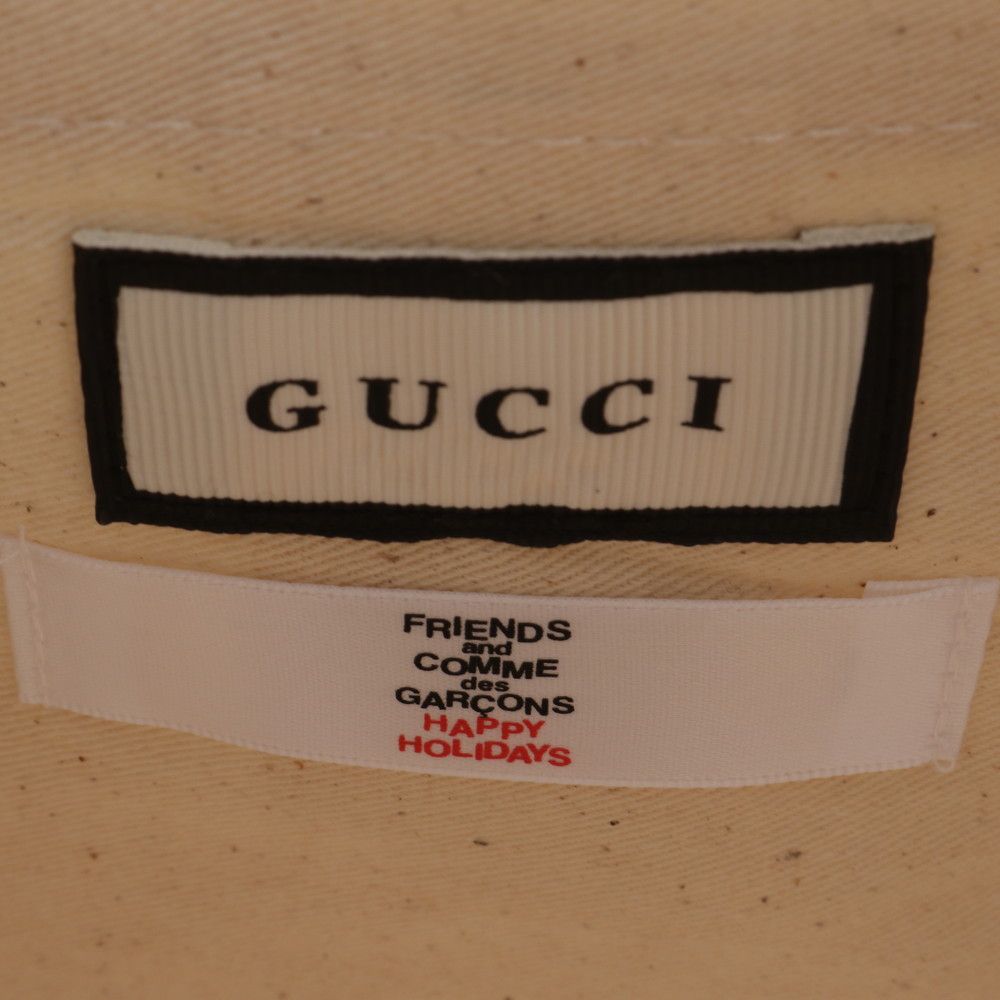 GUCCI
FRIENDS
and
COMME
des
GARÇONS
HAPPY
HOLIDAYS